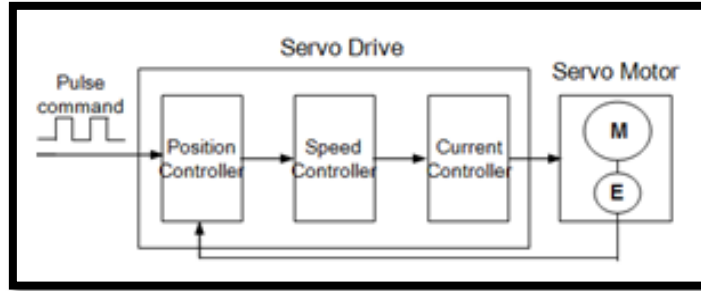 Servo Drive
Pulse
command
Servo Motor
Position
Controller
Speed
Controller
Current
Controller
M
E